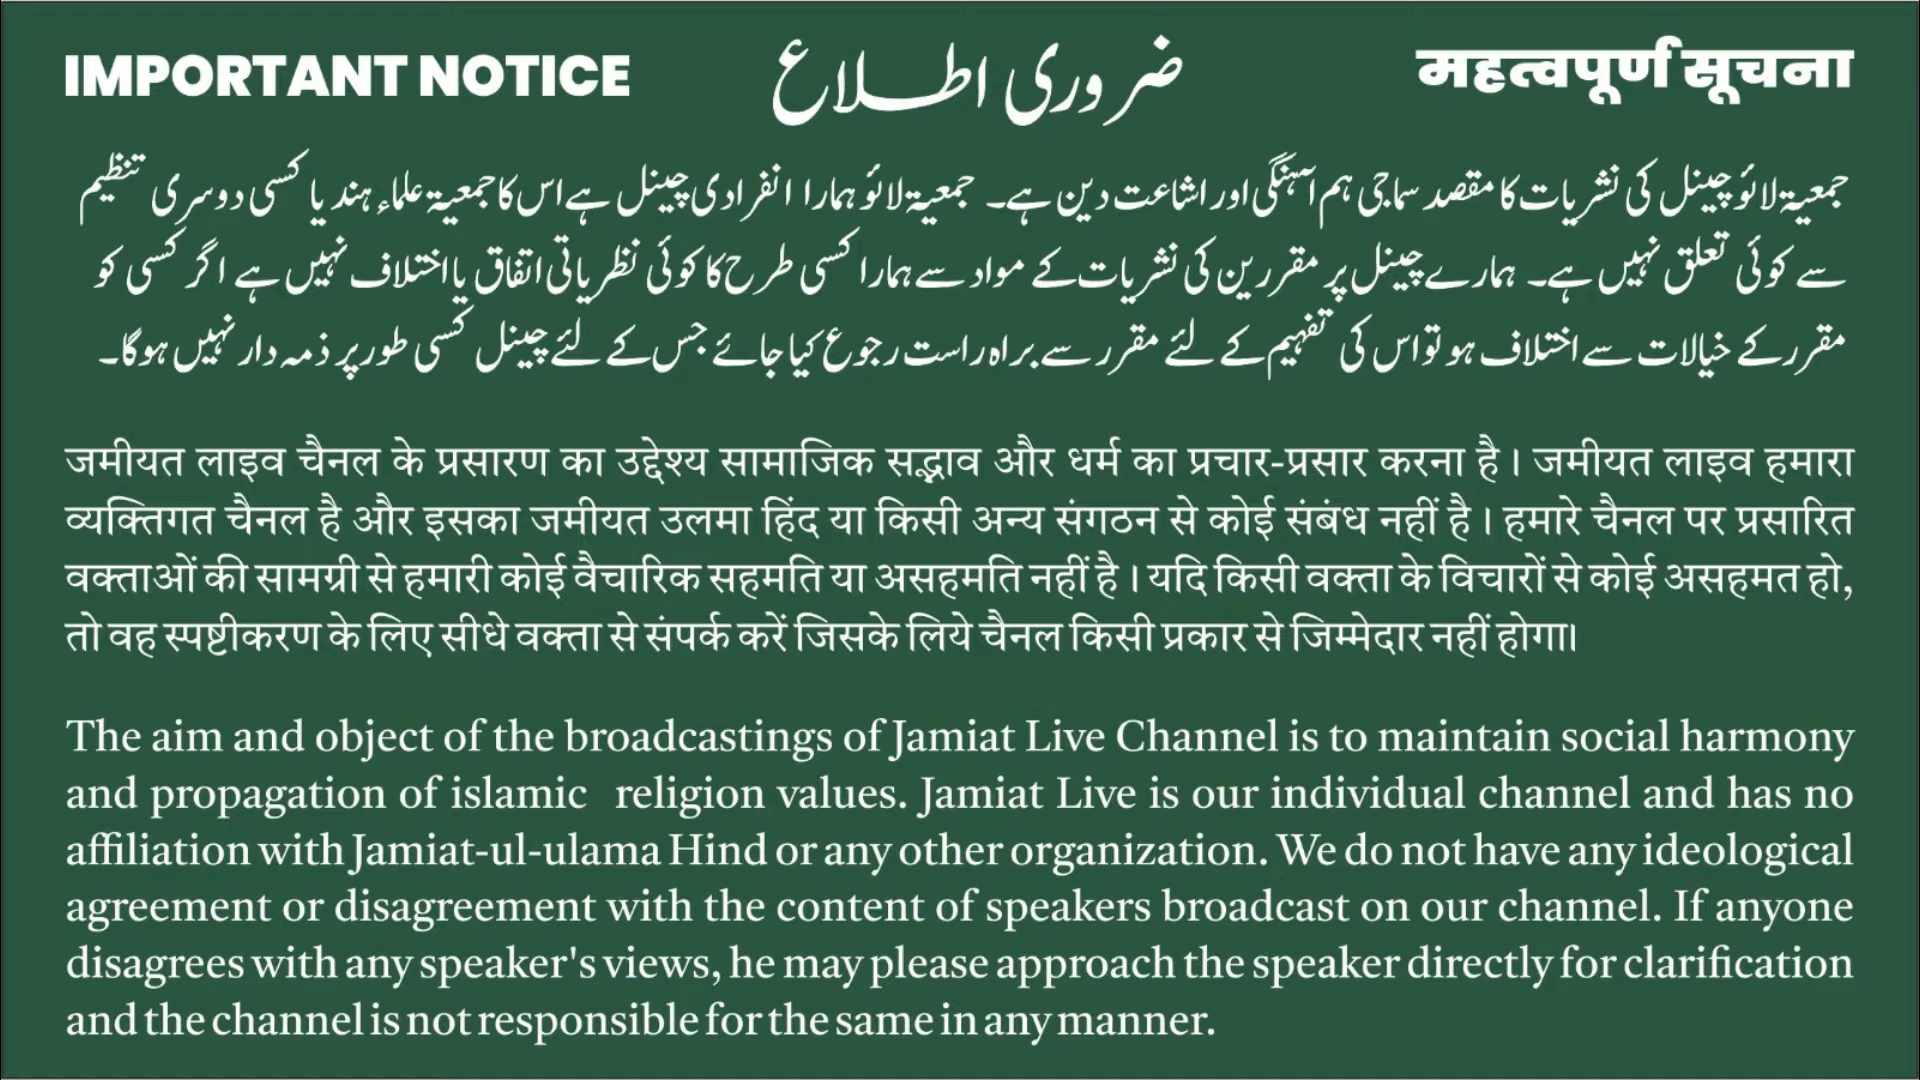 IMPORTANT NOTICE
ضروری اطلاع
महत्वपूर्ण सूचना
جمعیۃ لائو چینل کی نشریات کا مقصد سماجی ہم آہنگی اور اشاعت دین ہے۔ جمعیۃ لائو ہمارا انفرادی چینل ہے اس کا جمعیۃ علماء ہند یا کسی دوسری تنظیم
سے کوئی تعلق نہیں ہے۔ ہمارے چینل پر مقررین کی نشریات کے مواد سے ہمارا کسی طرح کا کوئی نظریاتی اتفاق یا اختلاف نہیں ہے اگر کسی کو
مقرر کے خیالات سے اختلاف ہو تو اس کی تفہیم کے لئے مقرر سے براہ راست رجوع کیا جائے جس کے لئے چینل کسی طور پر ذمہ دار نہیں ہوگا۔
जमीयत लाइव चैनल के प्रसारण का उद्देश्य सामाजिक सद्भाव और धर्म का प्रचार-प्रसार करना है। जमीयत लाइव हमारा
व्यक्तिगत चैनल है और इसका जमीयत उलमा हिंद या किसी अन्य संगठन से कोई संबंध नहीं है। हमारे चैनल पर प्रसारित
वक्ताओं की सामग्री से हमारी कोई वैचारिक सहमति या असहमति नहीं है। यदि किसी वक्ता के विचारों से कोई असहमत हो,
तो वह स्पष्टीकरण के लिए सीधे वक्ता से संपर्क करें जिसके लिये चैनल किसी प्रकार से जिम्मेदार नहीं होगा।
The aim and object of the broadcastings of Jamiat Live Channel is to maintain social harmony
and propagation of islamic religion values. Jamiat Live is our individual channel and has no
affiliation with Jamiat-ul-ulama Hind or any other organization. We do not have any ideological
agreement or disagreement with the content of speakers broadcast on our channel. If anyone
disagrees with any speaker's views, he may please approach the speaker directly for clarification
and the channel is not responsible for the same in any manner.